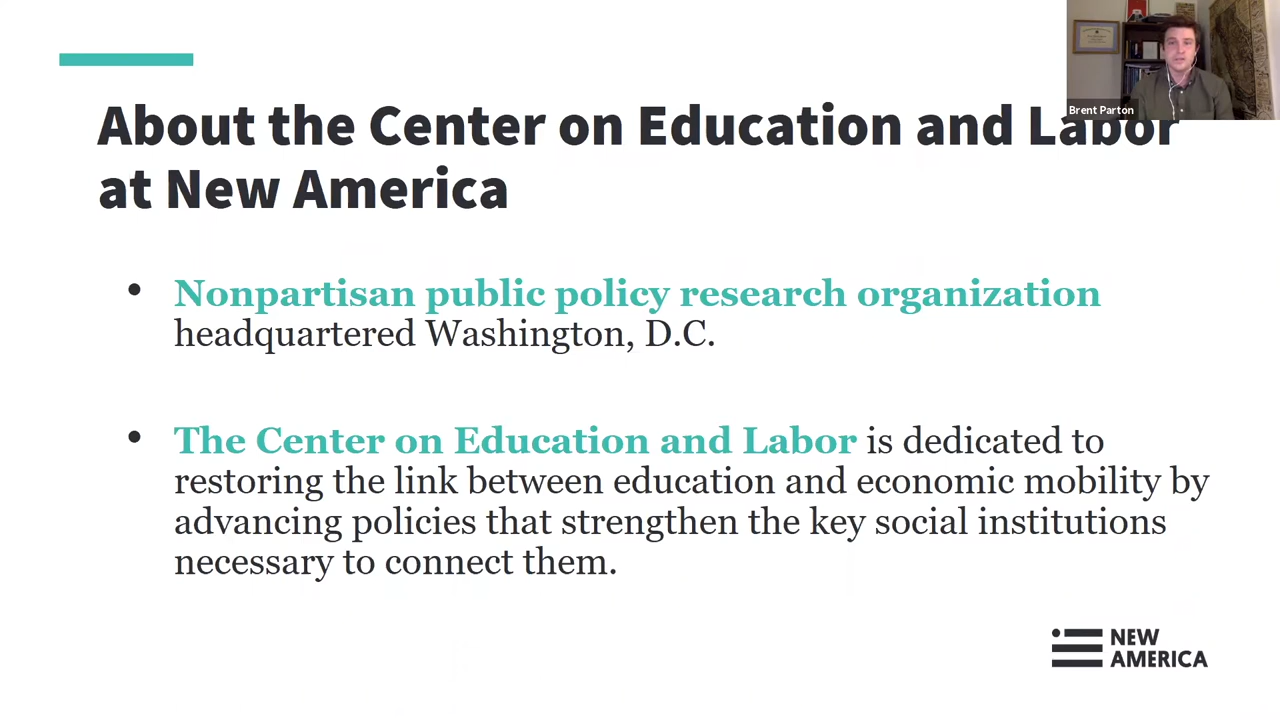 Brent Parton
About the Center on Education and Labor
at New America
• Nonpartisan public policy research organization
headquartered Washington, D.C.
• The Center on Education and Labor is dedicated to
restoring the link between education and economic mobility by
advancing policies that strengthen the key social institutions
necessary to connect them.
NEW
AMERICA